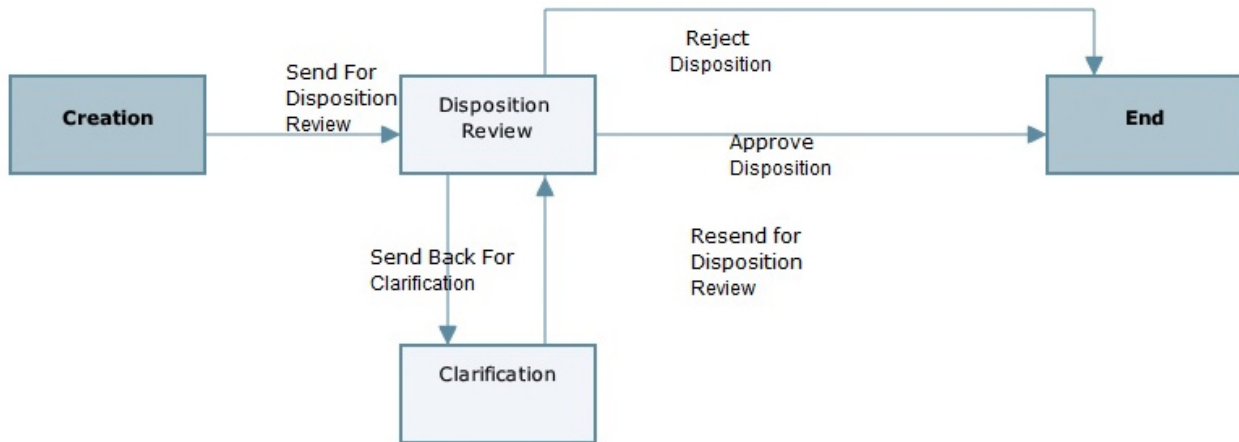 Reject
Disposition
Send For
Disposition
Review
Creation
Disposition
Review
End
Approve
Disposition
Send Back For
Clarification
Resend for
Disposition
Review
Clarification